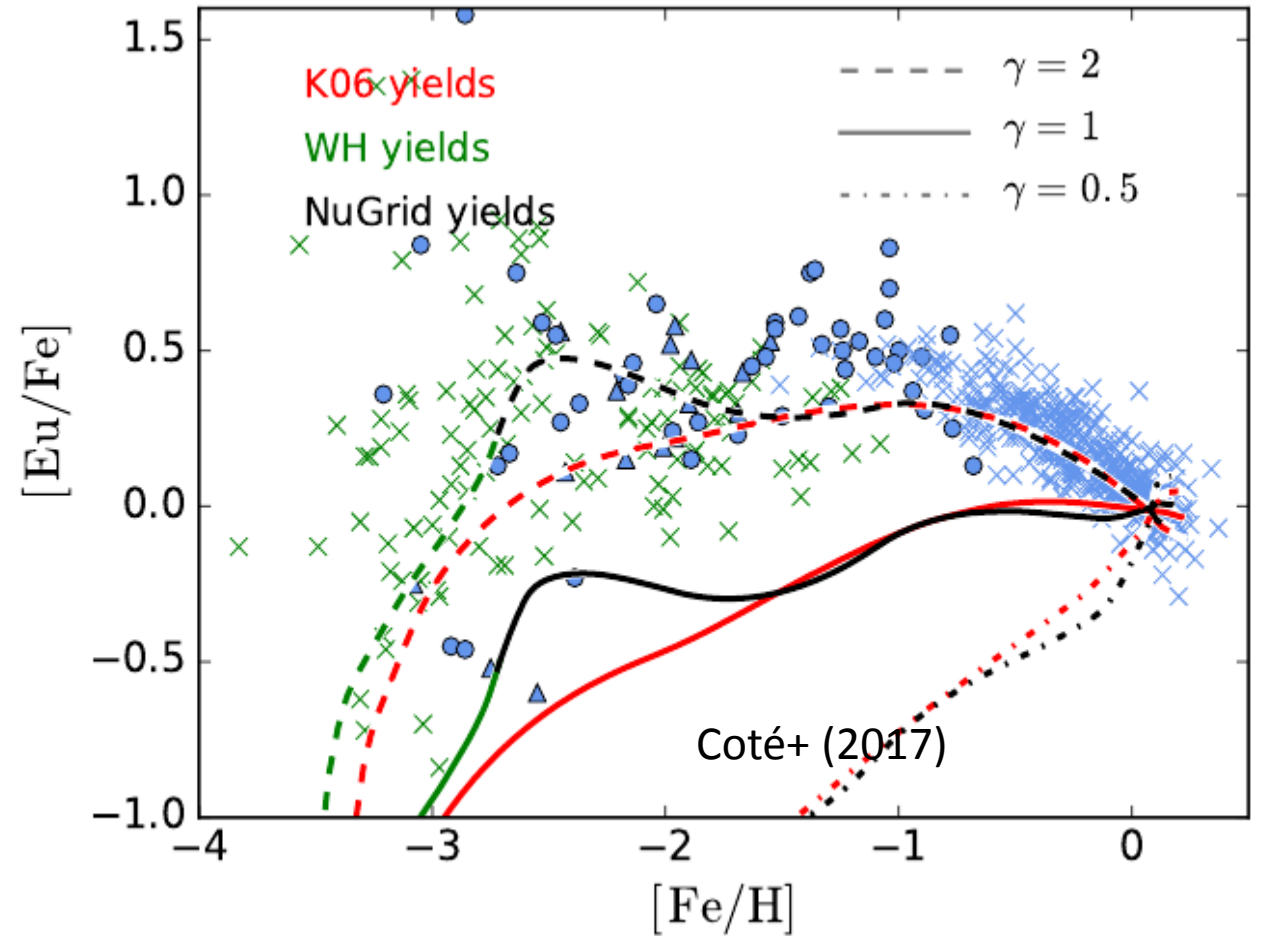 1.5
1.0
0.5
0.0
−0.5
−1.0
[Eu/Fe]
K06 yields
WH yields
NuGrid yields
γ = 2
γ = 1
γ = 0.5
Coté+ (2017)
−4 −3 −2 −1 0
[Fe/H]